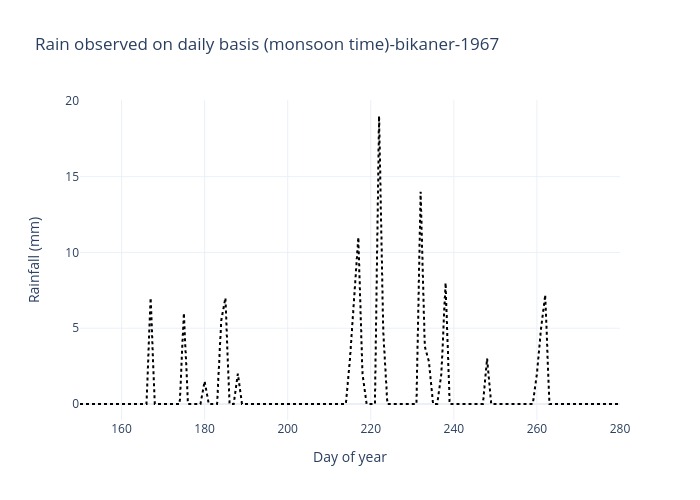 Rain observed on daily basis (monsoon time)-bikaner-1967
20
15
10
5
0
Rainfall (mm)
160 180 200 220 240 260 280
Day of year